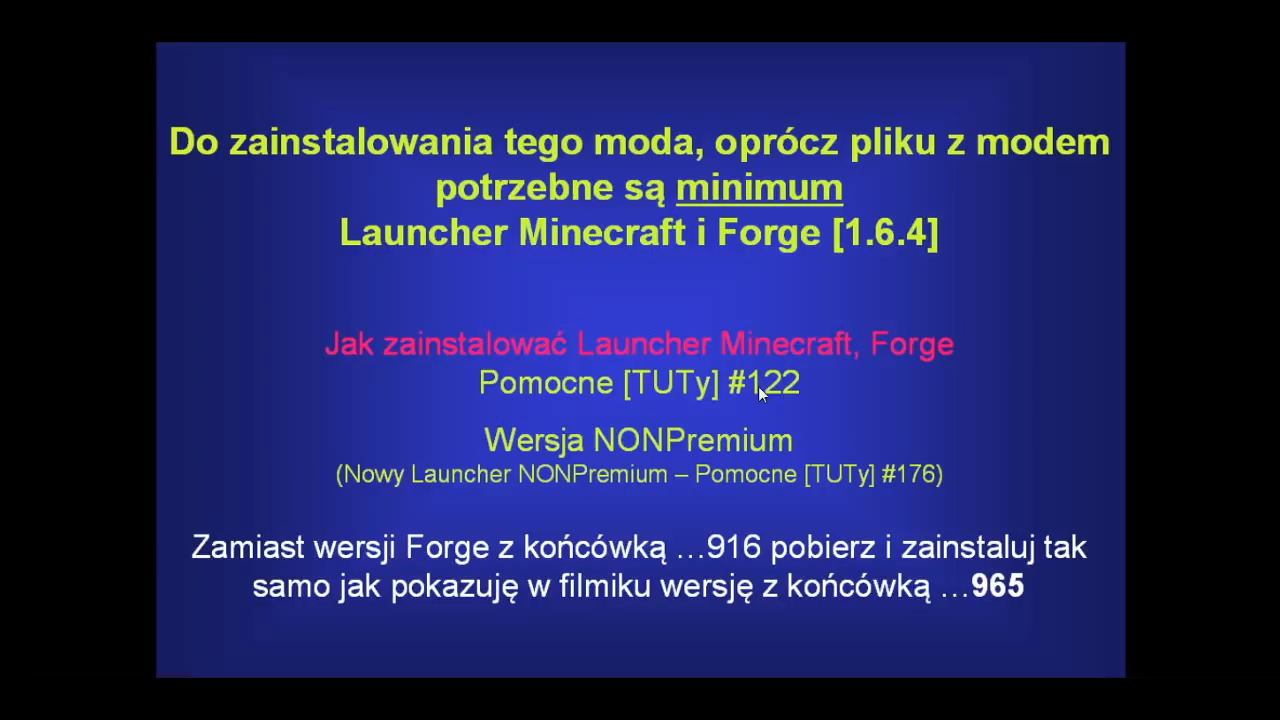 Do zainstalowania tego moda, oprócz pliku z modem
potrzebne są minimum
Launcher Minecraft i Forge [1.6.4]
Jak zainstalować Launcher Minecraft, Forge
Pomocne [TUTy] #122
Wersja NONPremium
(Nowy Launcher NONPremium – Pomocne [TUTy] #176)
Zamiast wersji Forge z końcówką …916 pobierz i zainstaluj tak
samo jak pokazuję w filmiku wersję z końcówką …965